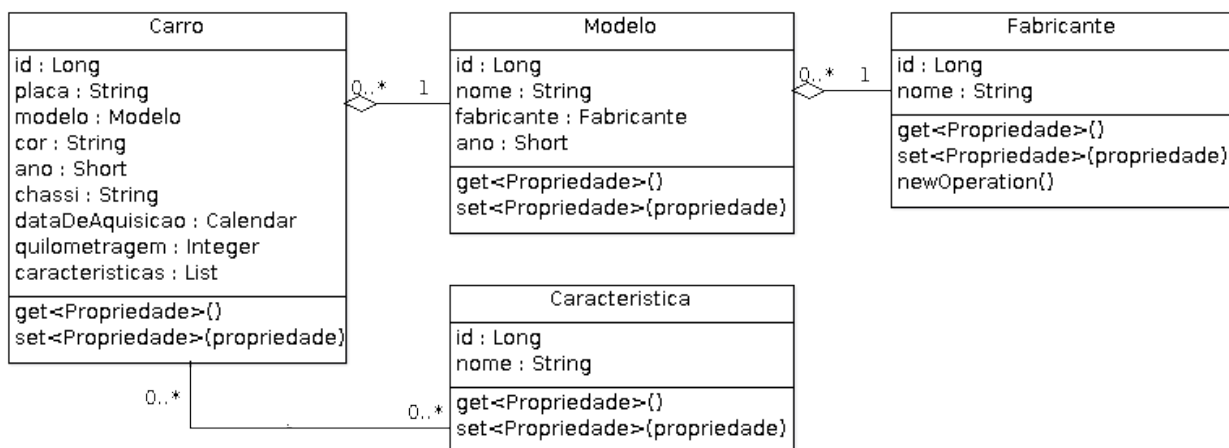 Carro
id : Long
placa : String
modelo : Modelo
cor : String
ano : Short
chassi : String
dataDeAquisicao : Calendar
quilometragem : Integer
caracteristicas : List
get<Propriedade>()
set<Propriedade>(propriedade)
0..* 1
Modelo
id : Long
nome : String
fabricante : Fabricante
ano : Short
get<Propriedade>()
set<Propriedade>(propriedade)
0..* 1
Fabricante
id : Long
nome : String
get<Propriedade>()
set<Propriedade>(propriedade)
newOperation()
0..* 0..*
Caracteristica
id : Long
nome : String
get<Propriedade>()
set<Propriedade>(propriedade)